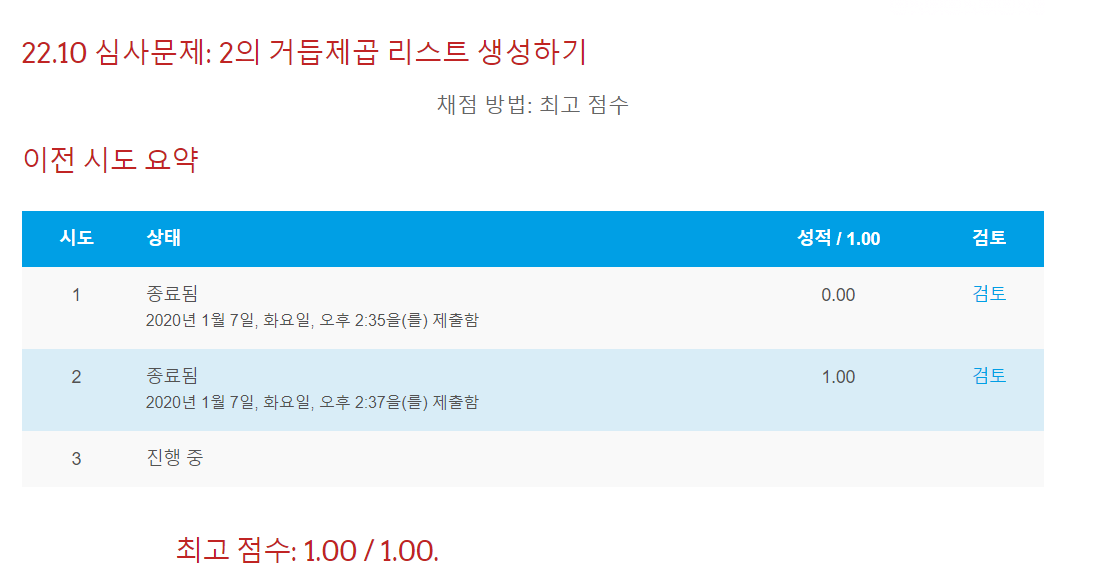 22.10 심사문제: 2의 거듭제곱 리스트 생성하기
채점 방법: 최고 점수
이전 시도 요약
시도 상태 성적 / 1.00 검토
1 종료됨 0.00 검토
2020년 1월 7일, 화요일, 오후 2:35을(를) 제출함
2 종료됨 1.00 검토
2020년 1월 7일, 화요일, 오후 2:37을(를) 제출함
3 진행 중
최고 점수: 1.00 / 1.00.